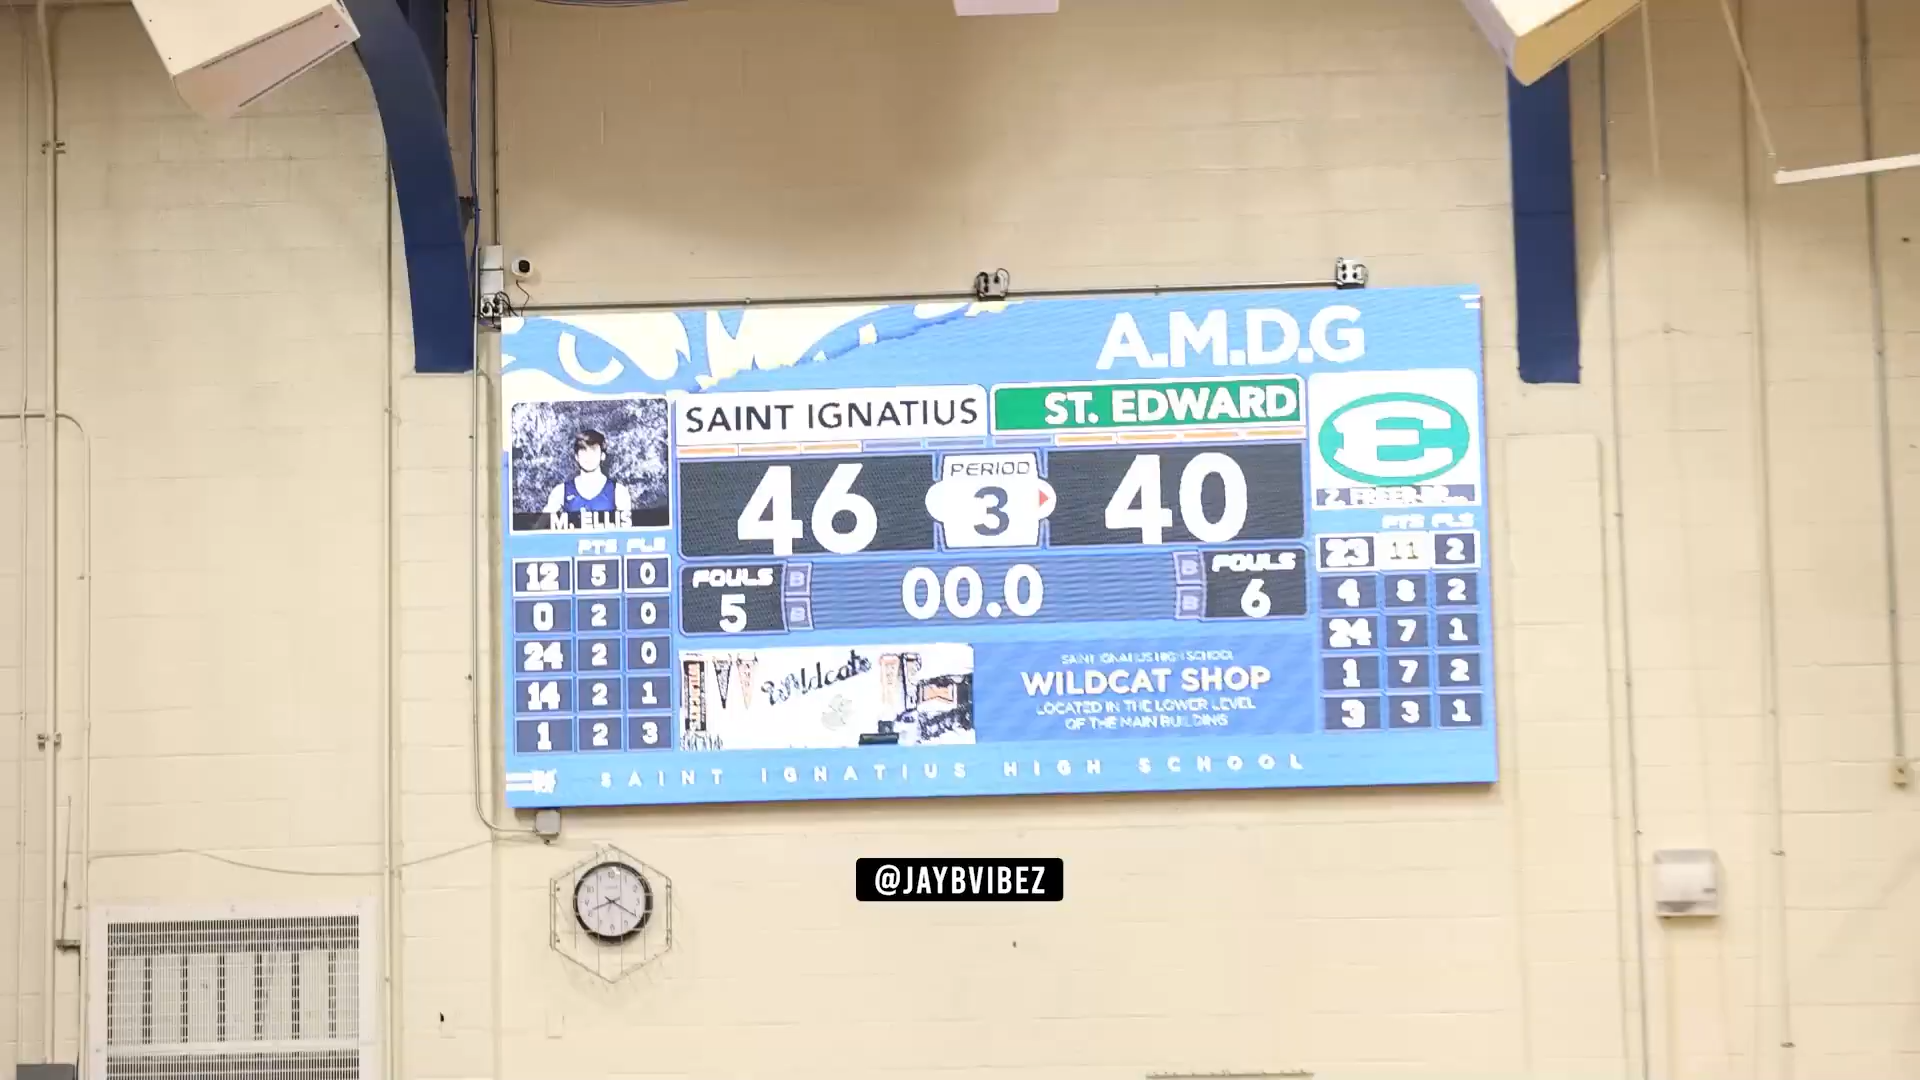 A.M.D.G
SAINT IGNATIUS
ST. EDWARD
E
46
PERIOD
3
40
M. ELLIS
PTS PLS
12 5 0
0 2 0
24 2 0
14 2 1
1 2 3
FOULS
5
B
B
00.0
B
B
FOULS
6
PTS PLS
23 11 2
4 8 2
24 7 1
1 7 2
3 3 1
Wildcats
SAINT IGNATIUS HIGH SCHOOL
WILDCAT SHOP
LOCATED IN THE LOWER LEVEL
OF THE MAIN BUILDING
SAINT IGNATIUS HIGH SCHOOL
@JAYBVIBEZ